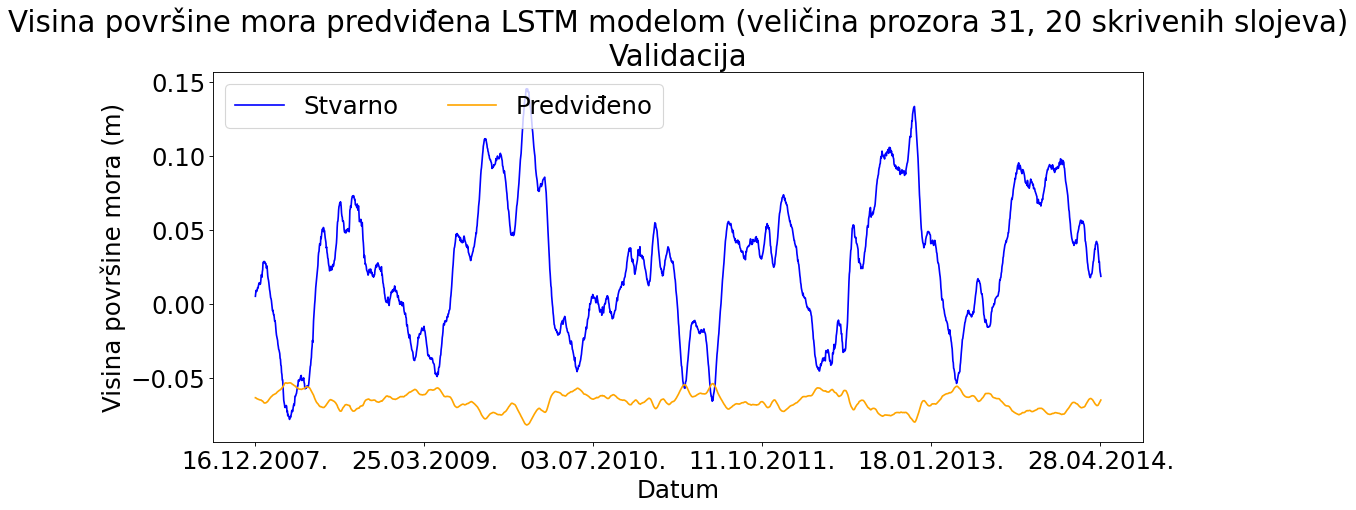 Visina površine mora predviđena LSTM modelom (veličina prozora 31, 20 skrivenih slojeva)
Validacija
Stvarno Predviđeno
Visina površine mora (m)
0.15
0.10
0.05
0.00
−0.05
16.12.2007. 25.03.2009. 03.07.2010. 11.10.2011. 18.01.2013. 28.04.2014.
Datum